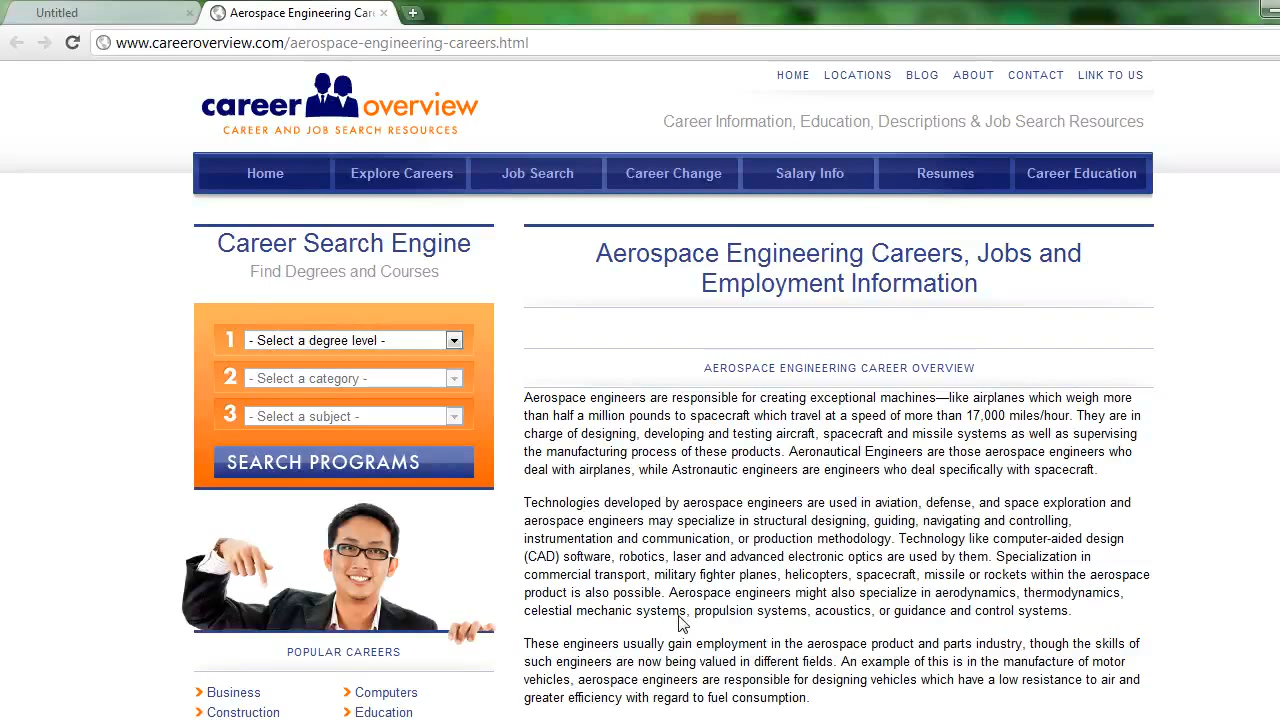 Untitled
Aerospace Engineering Car
www.careeroverview.com/aerospace-engineering-careers.html
career overview
CAREER AND JOB SEARCH RESOURCES
HOME LOCATIONS BLOG ABOUT CONTACT LINK TO US
Career Information, Education, Descriptions & Job Search Resources
Home Explore Careers Job Search Career Change Salary Info Resumes Career Education
Career Search Engine
Find Degrees and Courses
1 - Select a degree level -
2 - Select a category -
3 - Select a subject -
SEARCH PROGRAMS
POPULAR CAREERS
Business Computers
Construction Education
Aerospace Engineering Careers, Jobs and
Employment Information
AEROSPACE ENGINEERING CAREER OVERVIEW
Aerospace engineers are responsible for creating exceptional machines—like airplanes which weigh more
than half a million pounds or spacecraft which travel at a speed of more than 17,000 miles/hour. They are in
charge of designing, developing and testing aircraft, spacecraft and missile systems as well as supervising
the manufacturing process of these products. Aeronautical Engineers are those aerospace engineers who
deal with airplanes, while Astronautic engineers are engineers who deal specifically with spacecraft.
Technologies developed by aerospace engineers are used in aviation, defense, and space exploration and
aerospace engineers may specialize in structural designing, guiding, navigating and controlling,
instrumentation and communication, or production methodology. Technology like computer-aided design
(CAD) software, robotics, laser and advanced electronic optics are used by them. Specialization in
commercial transport, military fighter planes, helicopters, spacecraft, missile or rockets within the aerospace
product is also possible. Aerospace engineers might also specialize in aerodynamics, thermodynamics,
celestial mechanic systems, propulsion systems, acoustics, or guidance and control systems.
These engineers usually gain employment in the aerospace product and parts industry, though the skills of
such engineers are now being valued in different fields. An example of this is in the manufacture of motor
vehicles, aerospace engineers are responsible for designing vehicles which have a low resistance to air and
greater efficiency with regard to fuel consumption.